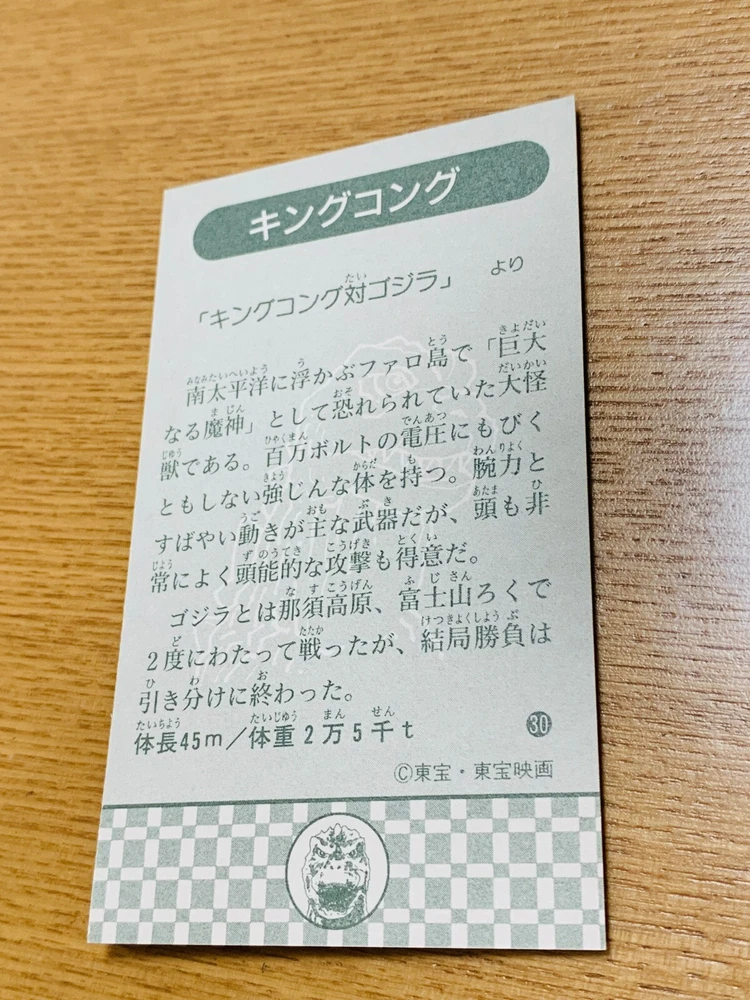 キングコング
「キングコング対ゴジラ」 より
南太平洋に浮かぶファロ島で「巨大
なる魔神」として恐れられていた大怪
獣である。百万ボルトの電圧にもびく
ともしない強じんな体を持つ。腕力と
すばやい動きが主な武器だが、頭も非
常によく頭能的な攻撃も得意だ。
ゴジラとは那須高原、富士山ろくで
2度にわたって戦ったが、結局勝負は
引き分けに終わった。
体長45m／体重2万5千t
30
©東宝・東宝映画